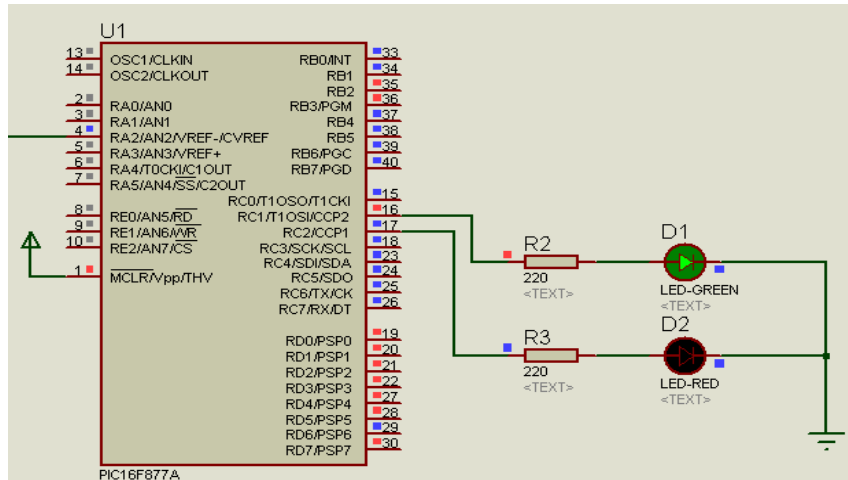 U1
13 OSC1/CLKIN
14 OSC2/CLKOUT
2 RA0/AN0
3 RA1/AN1
4 RA2/AN2/VREF-/CVREF
5 RA3/AN3/VREF+
6 RA4/T0CKI/C1OUT
7 RA5/AN4/SS/C2OUT
8 RE0/AN5/RD
9 RE1/AN6/WR
10 RE2/AN7/CS
1 MCLR/Vpp/THV
RB0/INT 33
RB1 34
RB2 35
RB3/PGM 36
RB4 37
RB5 38
RB6/PGC 39
RB7/PGD 40
RC0/T1OSO/T1CKI 15
RC1/T1OSI/CCP2 16
RC2/CCP1 17
RC3/SCK/SCL 18
RC4/SDI/SDA 23
RC5/SDO 24
RC6/TX/CK 25
RC7/RX/DT 26
RD0/PSP0 19
RD1/PSP1 20
RD2/PSP2 21
RD3/PSP3 22
RD4/PSP4 27
RD5/PSP5 28
RD6/PSP6 29
RD7/PSP7 30
PIC16F877A
R2
220
<TEXT>
D1
LED-GREEN
<TEXT>
R3
220
<TEXT>
D2
LED-RED
<TEXT>